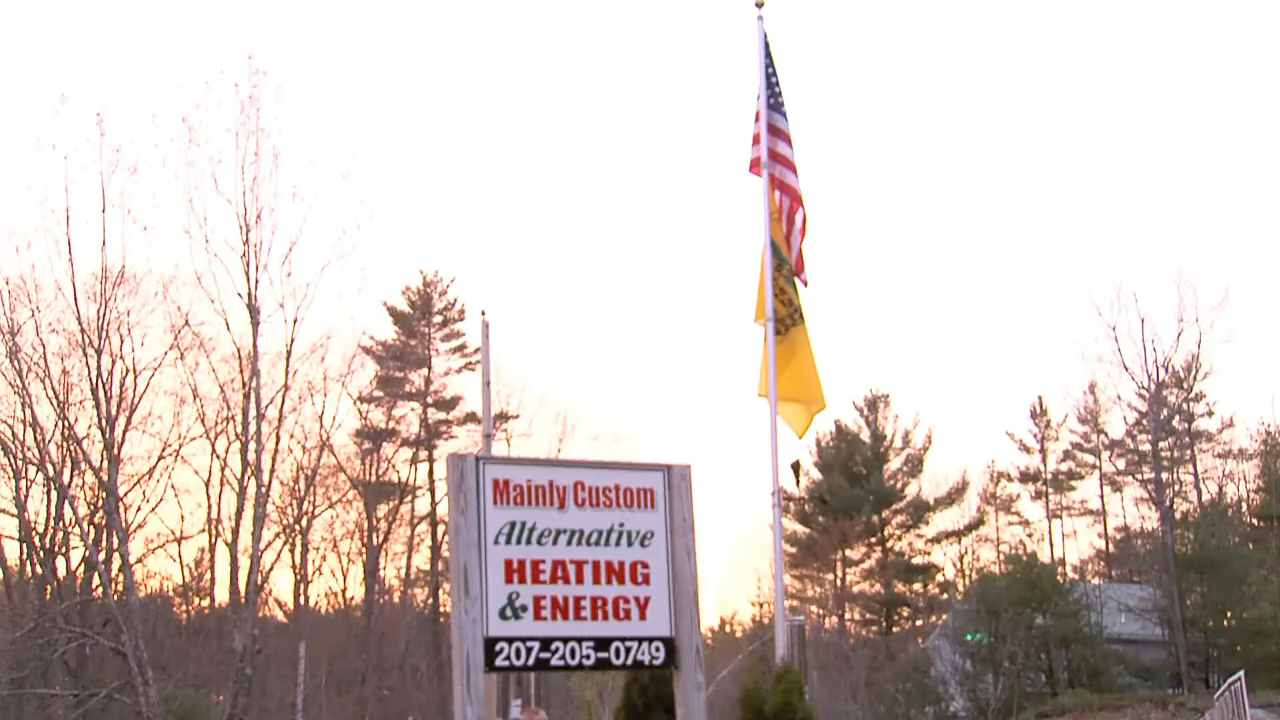 Mainly Custom
Alternative
HEATING
& ENERGY
207-205-0749